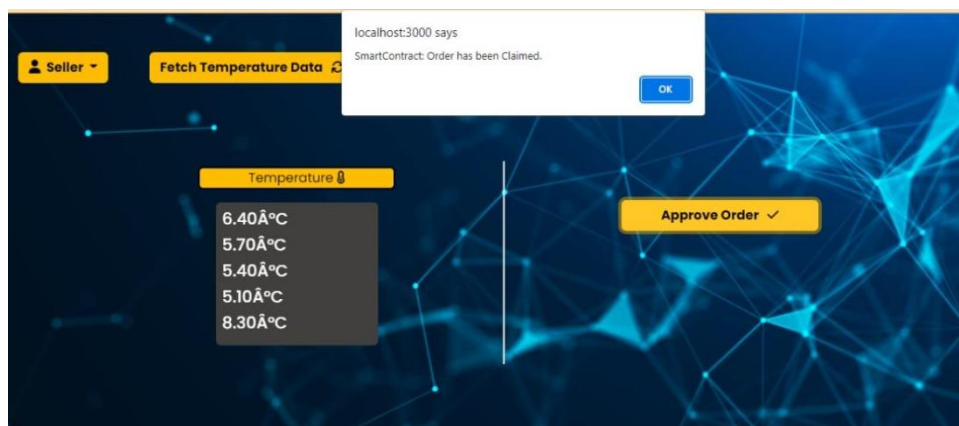 localhost:3000 says
SmartContract: Order has been Claimed.
OK
Seller
Fetch Temperature Data
Temperature
6.40Â°C
5.70Â°C
5.40Â°C
5.10Â°C
8.30Â°C
Approve Order